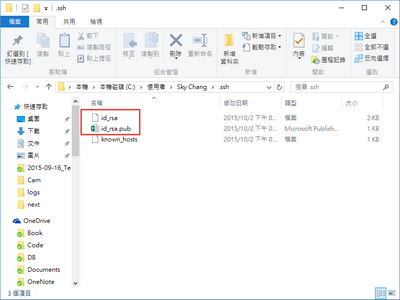 .ssh
檔案 常用 共用 檢視
釘選到 [
快速存取] 複製 貼上 剪下
移至 複製到 刪除 重新命名
新增
資料夾 新增項目
輕鬆存取
內容 開啟
編輯
歷程記錄
全選
全部不選
反向選擇
剪貼簿 組合管理 新增 開啟 選取
本機 本機磁碟 (C:) 使用者 Sky Chang .ssh
搜尋 .ssh
快速存取
桌面
下載
文件
圖片
2015-09-16_Te
Cam
logs
next
OneDrive
Book
Code
DB
Documents
OneNote
名稱 修改日期 類型 大小
id_rsa 2015/10/2 下午 0... 檔案 2 KB
id_rsa.pub 2015/10/2 下午 0... Microsoft Publish... 1 KB
known_hosts 2015/10/2 下午 0... 檔案 1 KB
3 個項目